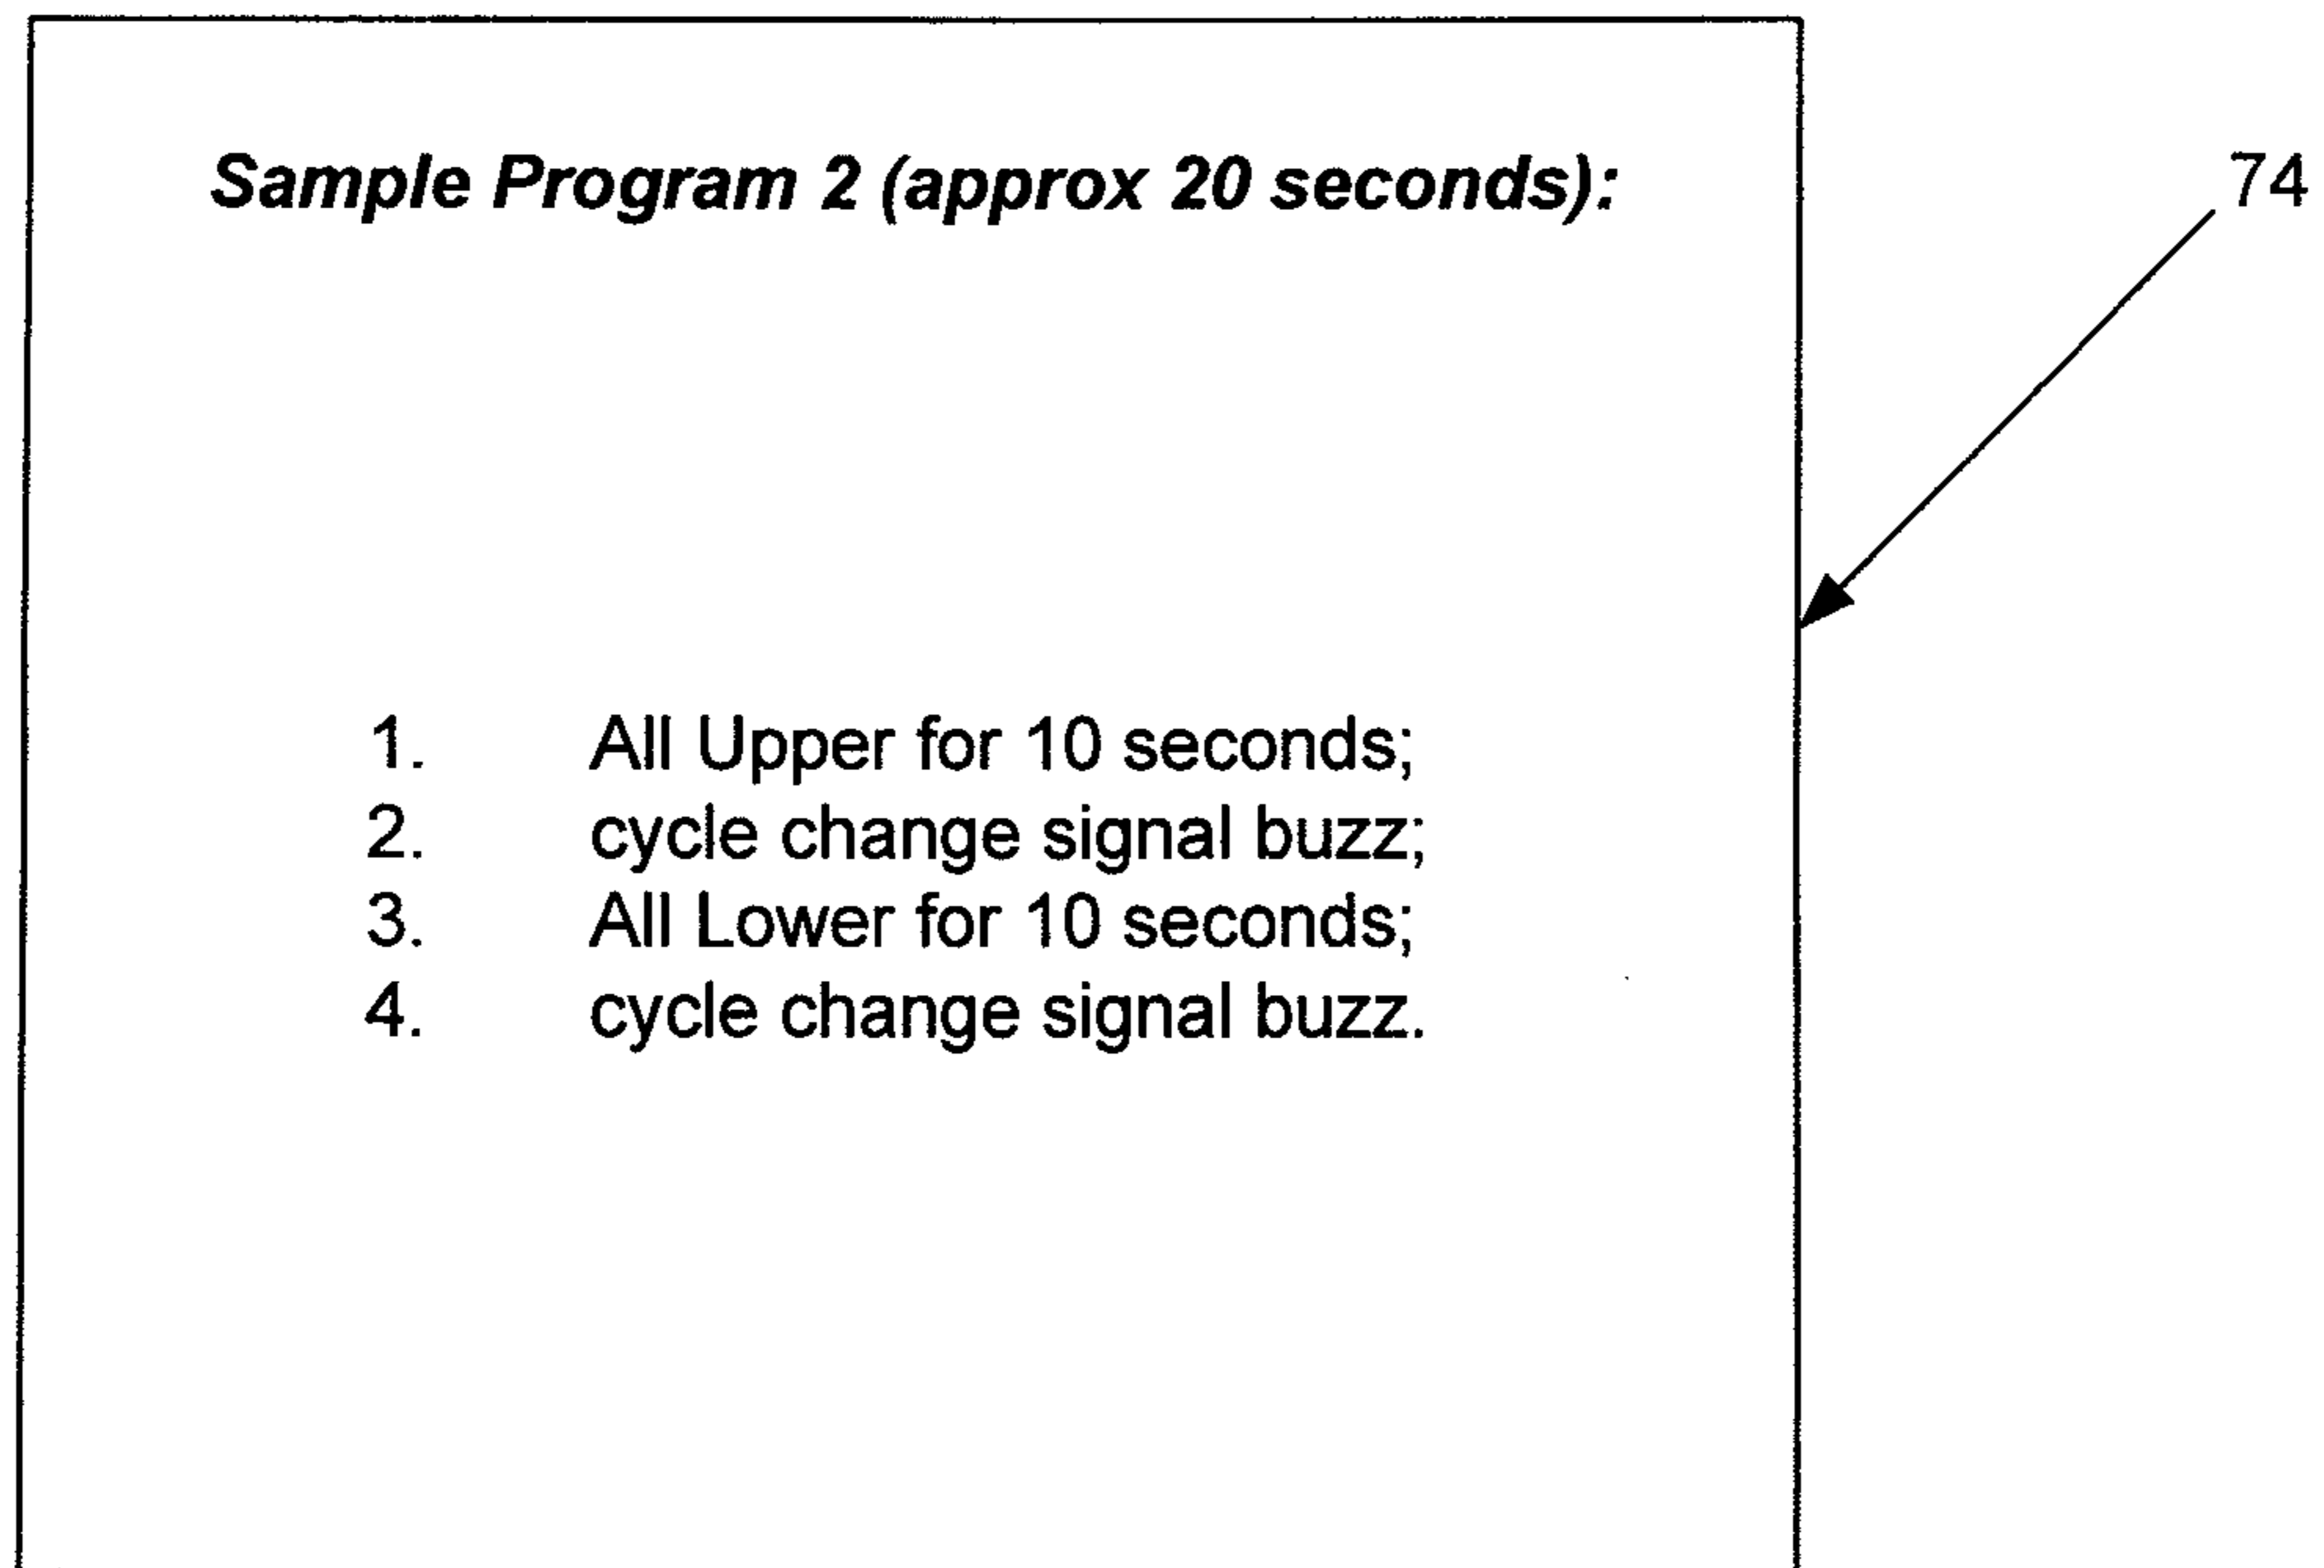 Sample Program 2 (approx 20 seconds):
74
1. All Upper for 10 seconds;
2. cycle change signal buzz;
3. All Lower for 10 seconds;
4. cycle change signal buzz.